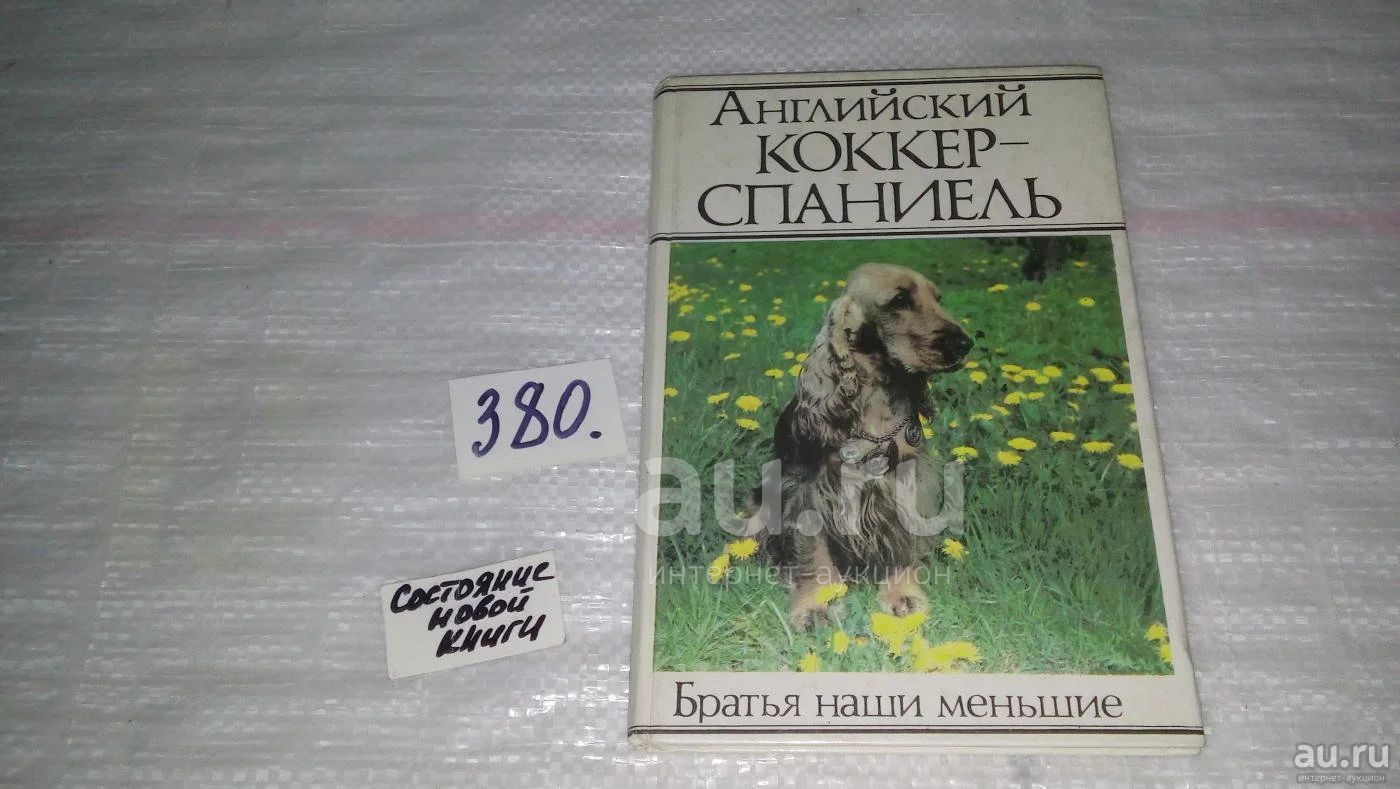 Английский
КОККЕР-
СПАНИЕЛЬ
380.
au.ru
интернет аукцион
Состояние
новой
книги
Братья наши меньшие
au.ru
интернет-аукцион